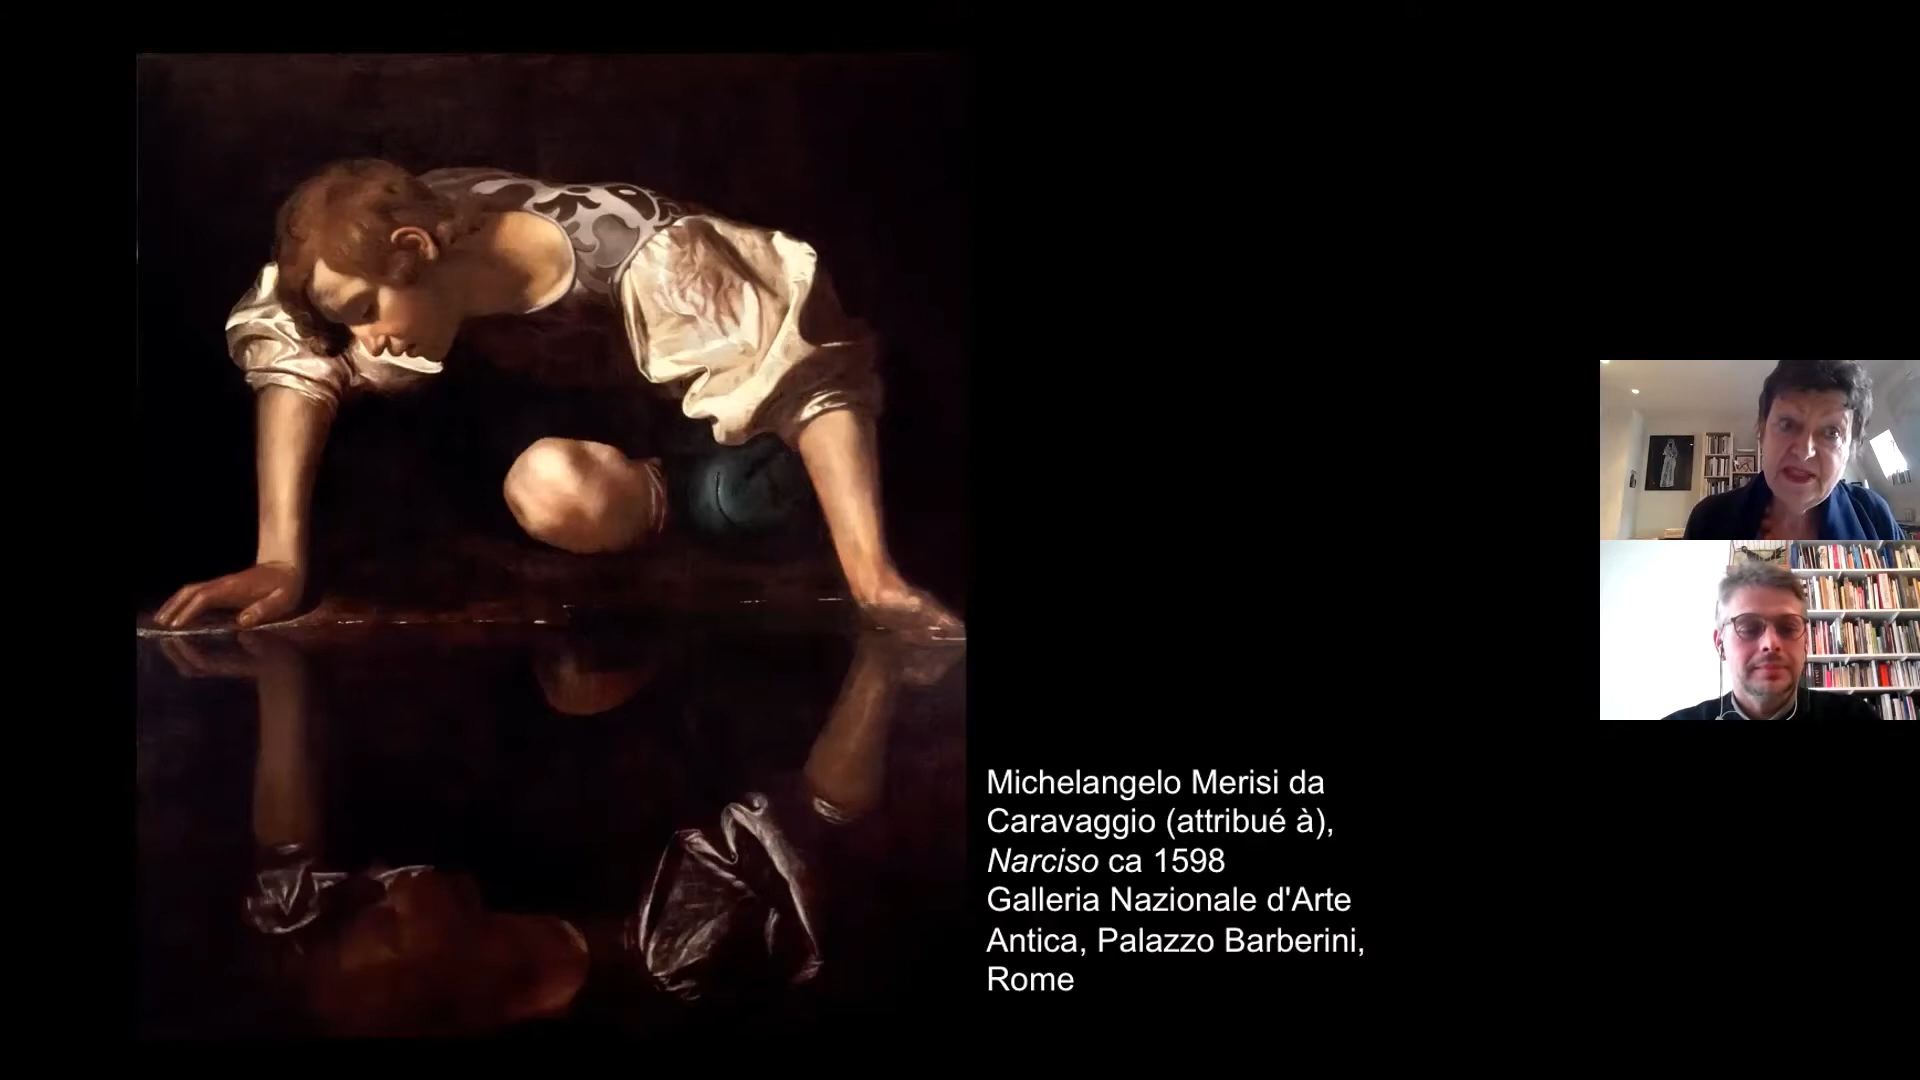 Michelangelo Merisi da
Caravaggio (attribué à),
Narciso ca 1598
Galleria Nazionale d'Arte
Antica, Palazzo Barberini,
Rome